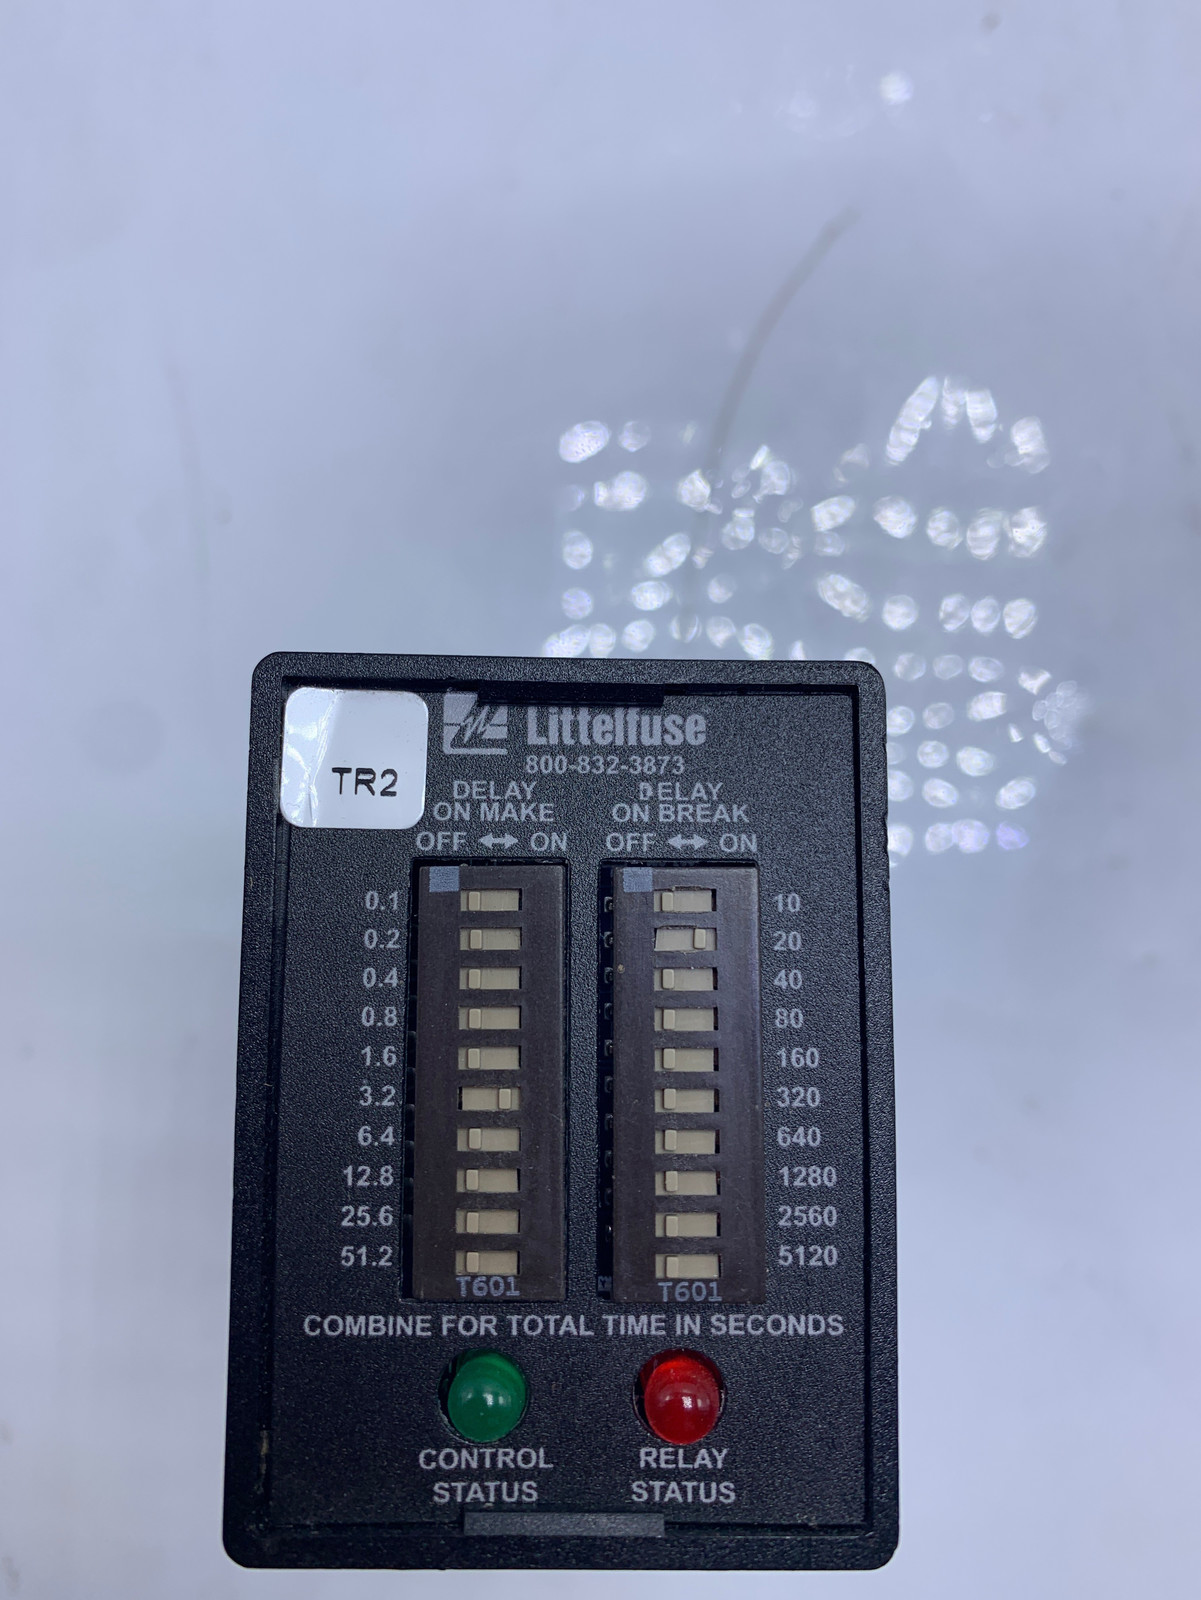 TR2
Littelfuse
800-832-3873
DELAY ON MAKE
DELAY ON BREAK
OFF ↔ ON
OFF ↔ ON
0.1 10
0.2 20
0.4 40
0.8 80
1.6 160
3.2 320
6.4 640
12.8 1280
25.6 2560
51.2 5120
T601 T601
COMBINE FOR TOTAL TIME IN SECONDS
CONTROL STATUS
RELAY STATUS